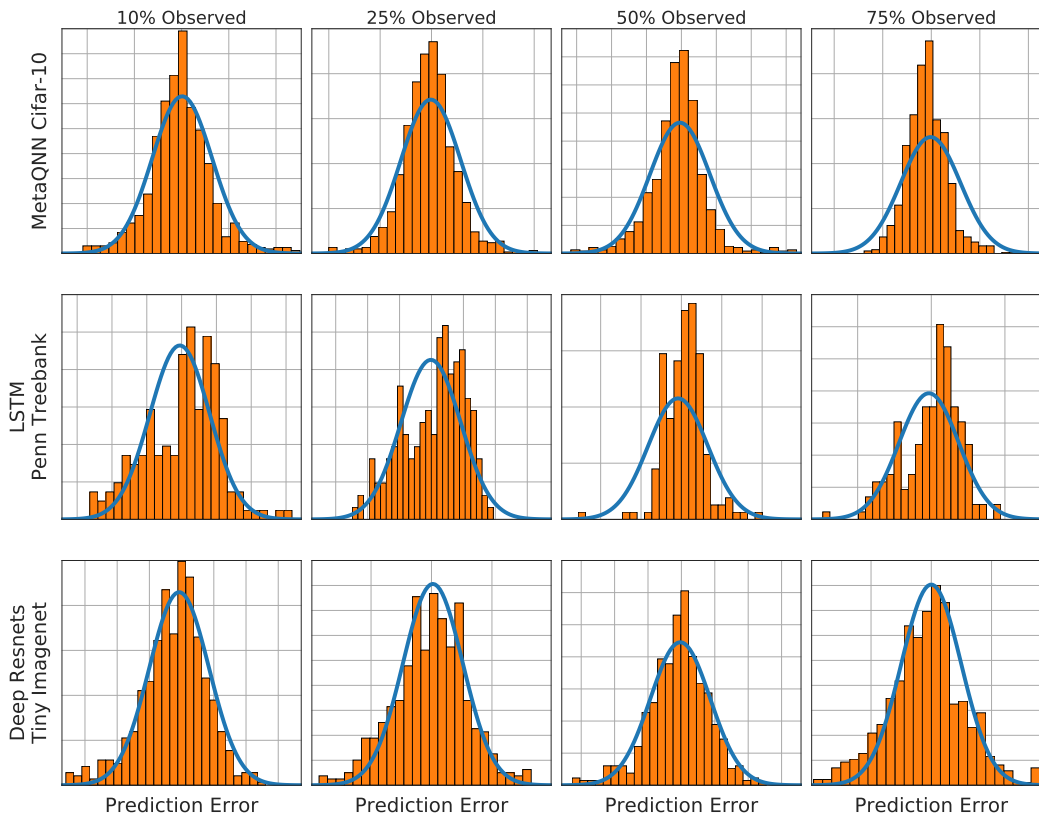 10% Observed
25% Observed
50% Observed
75% Observed
MetaQNN Cifar-10
LSTM
Penn Treebank
Deep Resnets
Tiny Imagenet
Prediction Error
Prediction Error
Prediction Error
Prediction Error